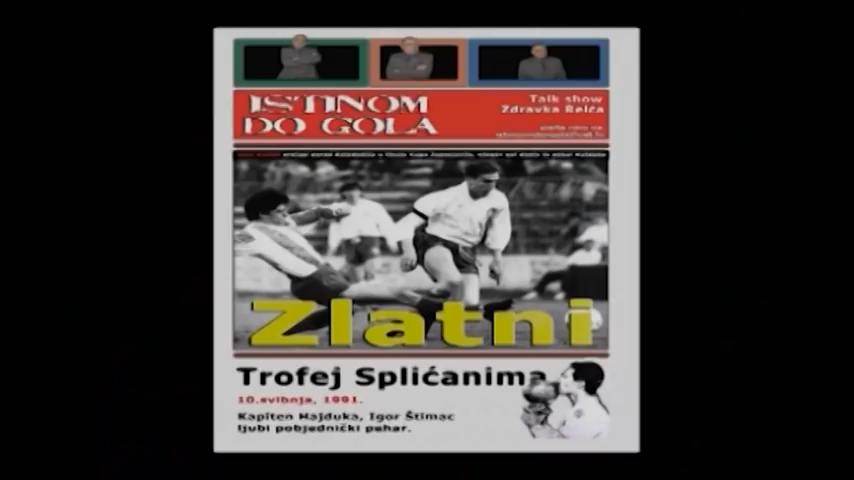 ISTINOM
DO GOLA
Talk show
Zdravka Reića
Zlatni
Trofej Splićanima
10.svibnja, 1991.
Kapiten Hajduka, Igor Štimac
ljubi pobjednički pehar.